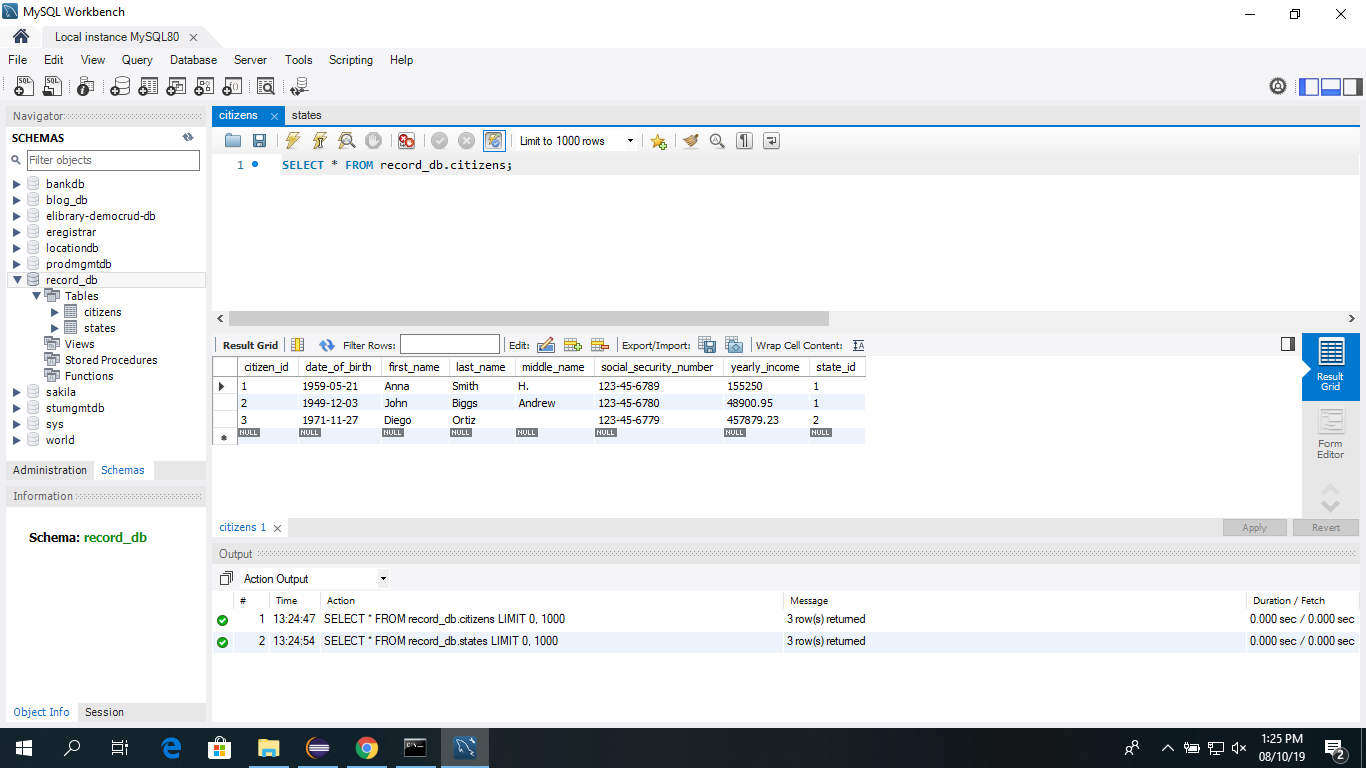 MySQL Workbench
Local instance MySQL80
File Edit View Query Database Server Tools Scripting Help
Navigator
SCHEMAS
Filter objects
bankdb
blog_db
elibrary-democrud-db
eregistrar
locationdb
prodmgmtdb
record_db
Tables
citizens
states
Views
Stored Procedures
Functions
sakila
stumgmtdb
sys
world
Administration Schemas
Information
Schema: record_db
Object Info Session
citizens states
Limit to 1000 rows
1 SELECT * FROM record_db.citizens;
Result Grid Filter Rows: Edit: Export/Import: Wrap Cell Content:
citizen_id date_of_birth first_name last_name middle_name social_security_number yearly_income state_id
1 1959-05-21 Anna Smith H. 123-45-6789 155250 1
2 1949-12-03 John Biggs Andrew 123-45-6780 48900.95 1
3 1971-11-27 Diego Ortiz 123-45-6779 457879.23 2
NULL NULL NULL NULL NULL NULL NULL NULL
Result
Grid
Form
Editor
citizens 1
Apply Revert
Output
Action Output
# Time Action Message Duration / Fetch
1 13:24:47 SELECT * FROM record_db.citizens LIMIT 0, 1000 3 row(s) returned 0.000 sec / 0.000 sec
2 13:24:54 SELECT * FROM record_db.states LIMIT 0, 1000 3 row(s) returned 0.000 sec / 0.000 sec
1:25 PM
08/10/19
2